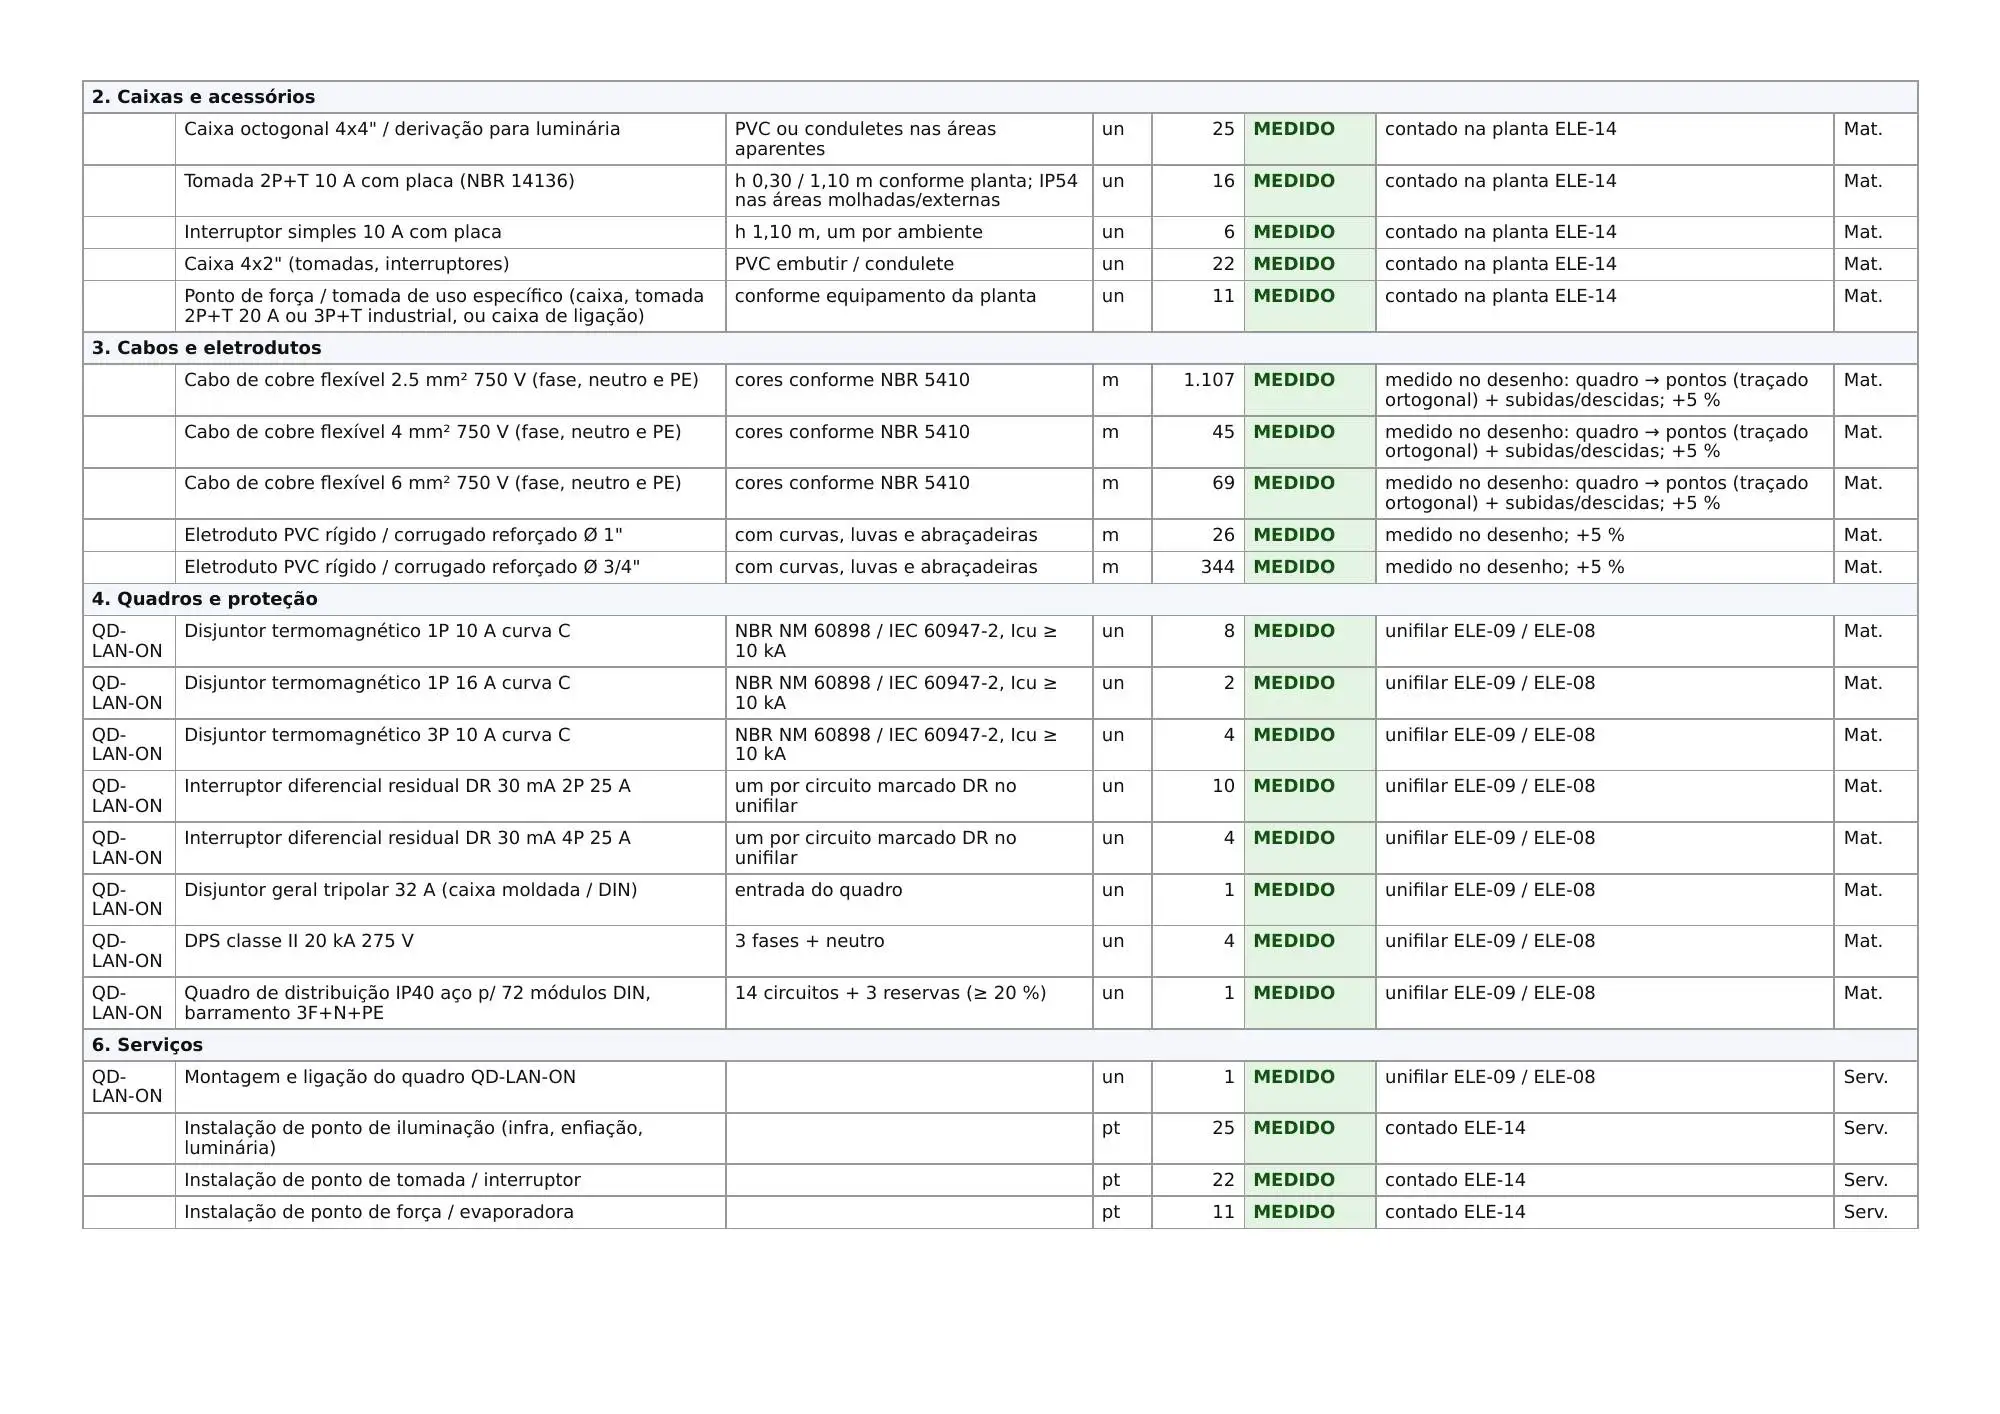 2. Caixas e acessórios
Caixa octogonal 4x4" / derivação para luminária
PVC ou conduletes nas áreas
aparentes
un
25
MEDIDO
contado na planta ELE-14
Mat.
Tomada 2P+T 10 A com placa (NBR 14136)
h 0,30 / 1,10 m conforme planta; IP54
nas áreas molhadas/externas
un
16
MEDIDO
contado na planta ELE-14
Mat.
Interruptor simples 10 A com placa
h 1,10 m, um por ambiente
un
6
MEDIDO
contado na planta ELE-14
Mat.
Caixa 4x2" (tomadas, interruptores)
PVC embutir / condulete
un
22
MEDIDO
contado na planta ELE-14
Mat.
Ponto de força / tomada de uso específico (caixa, tomada
2P+T 20 A ou 3P+T industrial, ou caixa de ligação)
conforme equipamento da planta
un
11
MEDIDO
contado na planta ELE-14
Mat.
3. Cabos e eletrodutos
Cabo de cobre flexível 2.5 mm² 750 V (fase, neutro e PE)
cores conforme NBR 5410
m
1.107
MEDIDO
medido no desenho: quadro → pontos (traçado
ortogonal) + subidas/descidas; +5 %
Mat.
Cabo de cobre flexível 4 mm² 750 V (fase, neutro e PE)
cores conforme NBR 5410
m
45
MEDIDO
medido no desenho: quadro → pontos (traçado
ortogonal) + subidas/descidas; +5 %
Mat.
Cabo de cobre flexível 6 mm² 750 V (fase, neutro e PE)
cores conforme NBR 5410
m
69
MEDIDO
medido no desenho: quadro → pontos (traçado
ortogonal) + subidas/descidas; +5 %
Mat.
Eletroduto PVC rígido / corrugado reforçado Ø 1"
com curvas, luvas e abraçadeiras
m
26
MEDIDO
medido no desenho; +5 %
Mat.
Eletroduto PVC rígido / corrugado reforçado Ø 3/4"
com curvas, luvas e abraçadeiras
m
344
MEDIDO
medido no desenho; +5 %
Mat.
4. Quadros e proteção
QD-
LAN-ON
Disjuntor termomagnético 1P 10 A curva C
NBR NM 60898 / IEC 60947-2, Icu ≥
10 kA
un
8
MEDIDO
unifilar ELE-09 / ELE-08
Mat.
QD-
LAN-ON
Disjuntor termomagnético 1P 16 A curva C
NBR NM 60898 / IEC 60947-2, Icu ≥
10 kA
un
2
MEDIDO
unifilar ELE-09 / ELE-08
Mat.
QD-
LAN-ON
Disjuntor termomagnético 3P 10 A curva C
NBR NM 60898 / IEC 60947-2, Icu ≥
10 kA
un
4
MEDIDO
unifilar ELE-09 / ELE-08
Mat.
QD-
LAN-ON
Interruptor diferencial residual DR 30 mA 2P 25 A
um por circuito marcado DR no
unifilar
un
10
MEDIDO
unifilar ELE-09 / ELE-08
Mat.
QD-
LAN-ON
Interruptor diferencial residual DR 30 mA 4P 25 A
um por circuito marcado DR no
unifilar
un
4
MEDIDO
unifilar ELE-09 / ELE-08
Mat.
QD-
LAN-ON
Disjuntor geral tripolar 32 A (caixa moldada / DIN)
entrada do quadro
un
1
MEDIDO
unifilar ELE-09 / ELE-08
Mat.
QD-
LAN-ON
DPS classe II 20 kA 275 V
3 fases + neutro
un
4
MEDIDO
unifilar ELE-09 / ELE-08
Mat.
QD-
LAN-ON
Quadro de distribuição IP40 aço p/ 72 módulos DIN,
barramento 3F+N+PE
14 circuitos + 3 reservas (≥ 20 %)
un
1
MEDIDO
unifilar ELE-09 / ELE-08
Mat.
6. Serviços
QD-
LAN-ON
Montagem e ligação do quadro QD-LAN-ON
un
1
MEDIDO
unifilar ELE-09 / ELE-08
Serv.
Instalação de ponto de iluminação (infra, enfiação,
luminária)
pt
25
MEDIDO
contado ELE-14
Serv.
Instalação de ponto de tomada / interruptor
pt
22
MEDIDO
contado ELE-14
Serv.
Instalação de ponto de força / evaporadora
pt
11
MEDIDO
contado ELE-14
Serv.